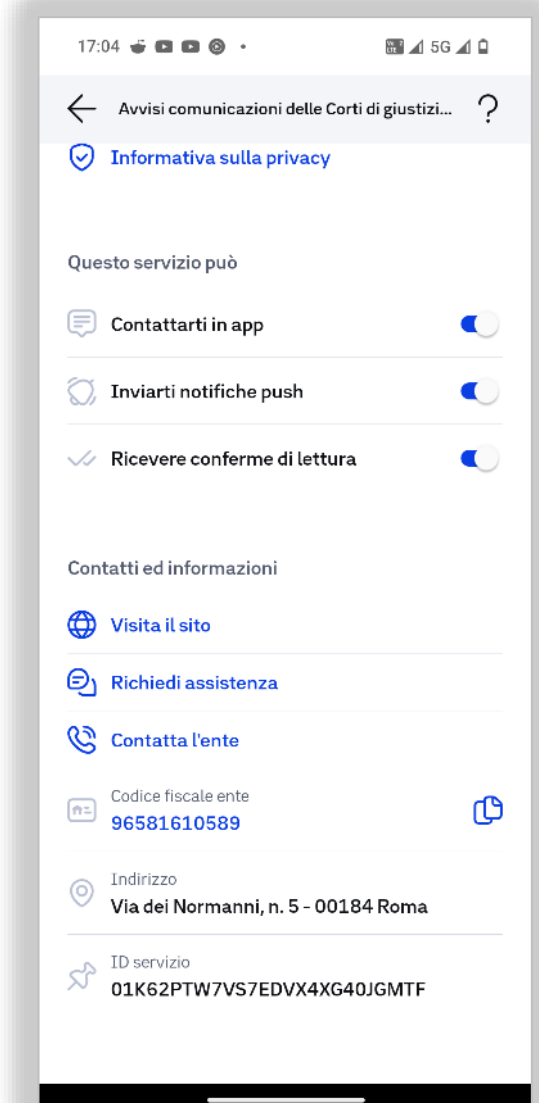 17:04
5G
Avvisi comunicazioni delle Corti di giustizi...
Informativa sulla privacy
Questo servizio può
Contattarti in app
Inviarti notifiche push
Ricevere conferme di lettura
Contatti ed informazioni
Visita il sito
Richiedi assistenza
Contatta l'ente
Codice fiscale ente
96581610589
Indirizzo
Via dei Normanni, n. 5 - 00184 Roma
ID servizio
01K62PTW7VS7EDVX4XG40JGMTF